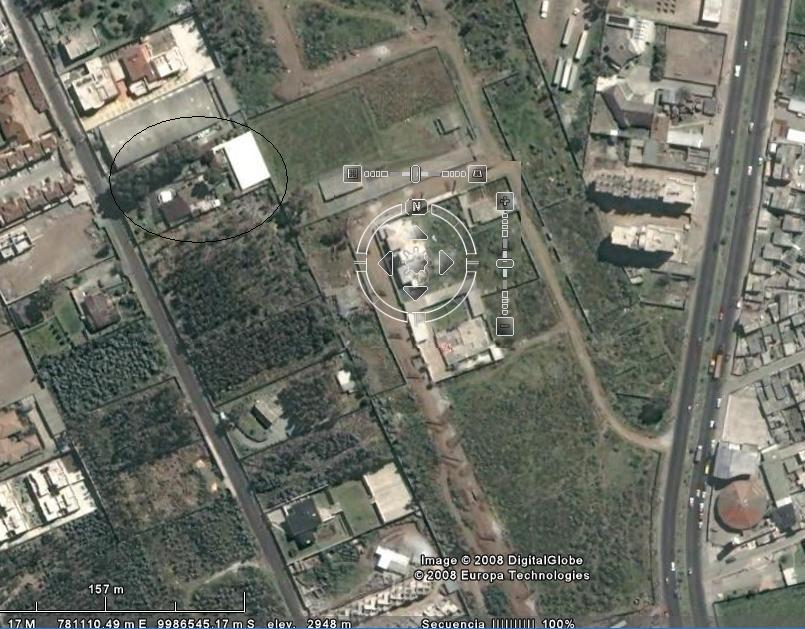 N
Image © 2008 DigitalGlobe
© 2008 Europa Technologies
157 m
17 M 781110.49 m E 9986545.17 m S elev. 2948 m Secuencia |||||||||| 100%